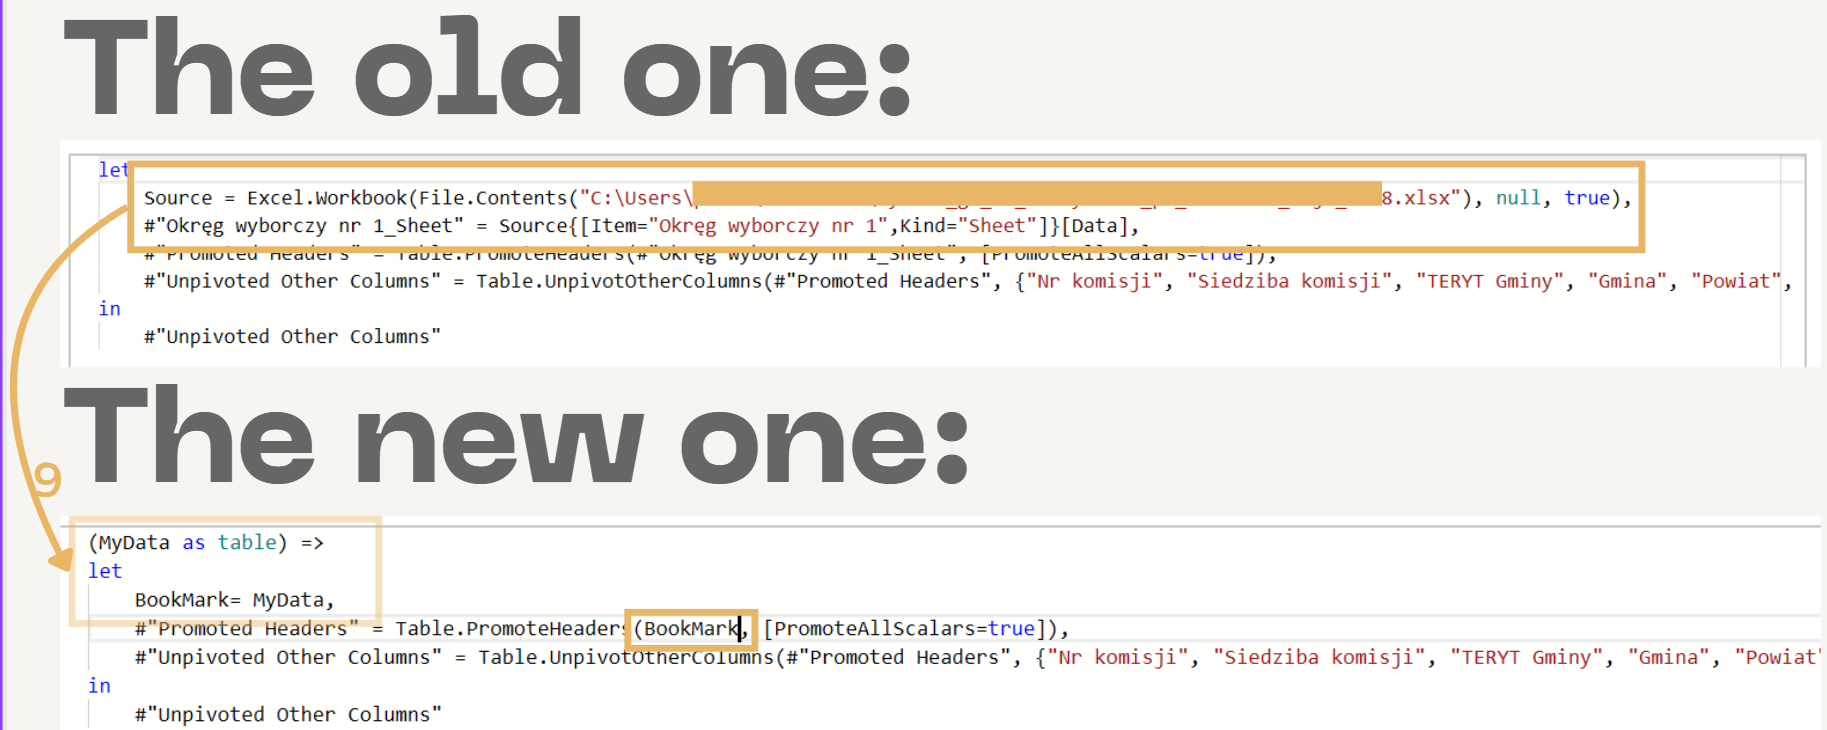 The old one:
let
Source = Excel.Workbook(File.Contents("C:\Users\ 8.xlsx"), null, true),
#"Okręg wyborczy nr 1_Sheet" = Source{[Item="Okręg wyborczy nr 1",Kind="Sheet"]}[Data],
#"Promoted Headers" = Table.PromoteHeaders(#"Okręg wyborczy nr 1_Sheet", [PromoteAllScalars=true]),
#"Unpivoted Other Columns" = Table.UnpivotOtherColumns(#"Promoted Headers", {"Nr komisji", "Siedziba komisji", "TERYT Gminy", "Gmina", "Powiat",
in
#"Unpivoted Other Columns"
The new one:
9
(MyData as table) =>
let
BookMark= MyData,
#"Promoted Headers" = Table.PromoteHeaders(BookMark, [PromoteAllScalars=true]),
#"Unpivoted Other Columns" = Table.UnpivotOtherColumns(#"Promoted Headers", {"Nr komisji", "Siedziba komisji", "TERYT Gminy", "Gmina", "Powiat"
in
#"Unpivoted Other Columns"